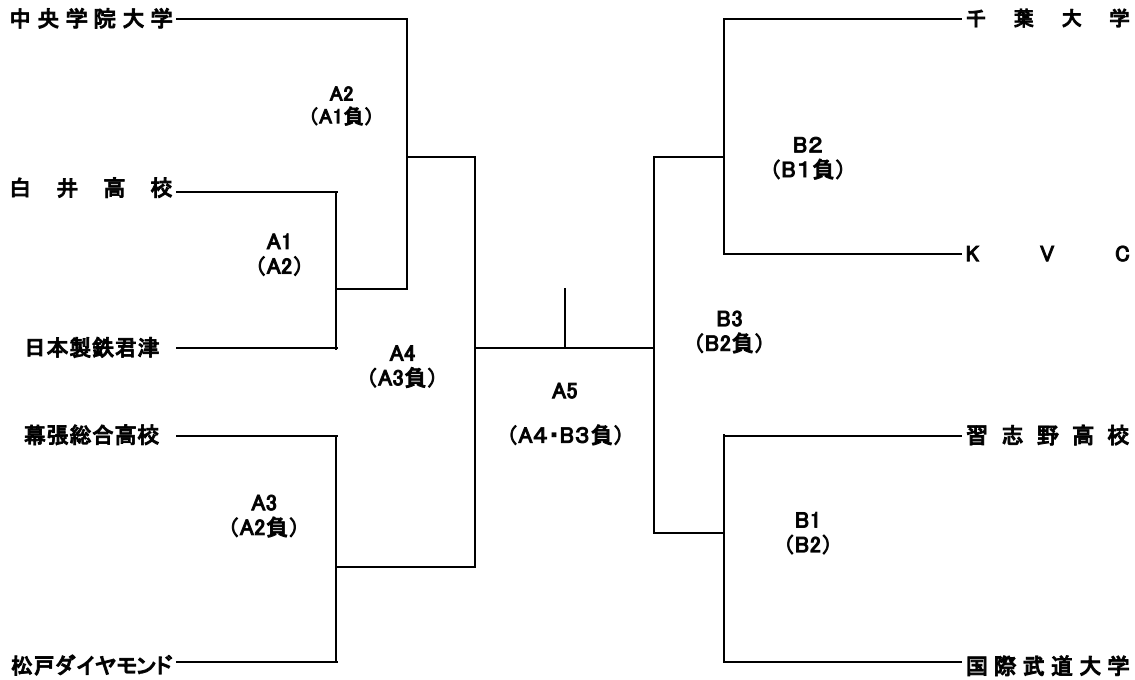 中央学院大学
A2
(A1負)
白井高校
A1
(A2)
日本製鉄君津
A4
(A3負)
幕張総合高校
A3
(A2負)
松戸ダイヤモンド
A5
(A4・B3負)
千葉大学
B2
(B1負)
KVC
B3
(B2負)
習志野高校
B1
(B2)
国際武道大学